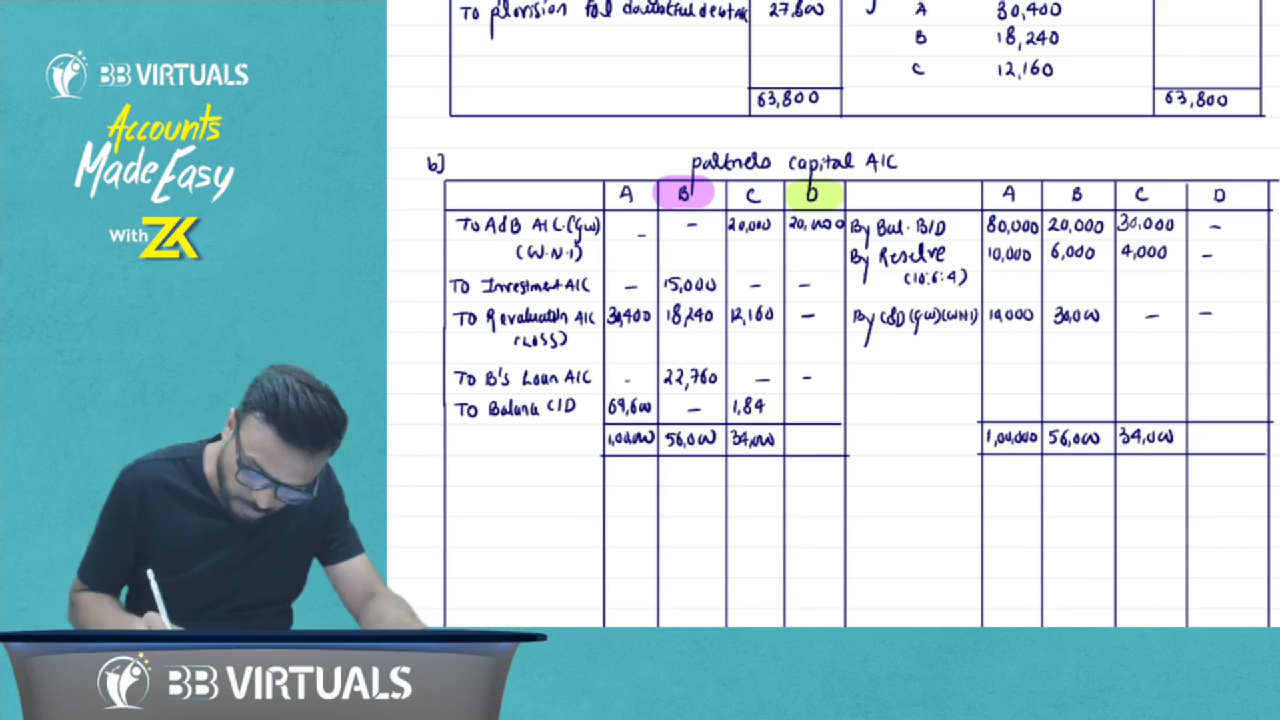 BB VIRTUALS
Accounts
Made Easy
With ZK
To provision for doubtful debts A/C 27,800 A 30,400
B 18,240
C 12,160
63,800 63,800
b) partners capital A/C
A B C D A B C D
To A & B A/C. (GW) - - 20,000 20,000 By Bal. B/D 80,000 20,000 30,000 -
(W.N.1) By Reserve 10,000 6,000 4,000 -
(10:6:4)
To Investment A/C - 15,000 - -
To Revaluation A/C 30,400 18,240 12,160 - By C&D (GW) (WN1) 10,000 30,000 - -
(LOSS)
To B's Loan A/C - 22,760 - -
To Balance C/D 69,600 - 1,84
1,00,000 56,000 34,000 1,00,000 56,000 34,000
BB VIRTUALS